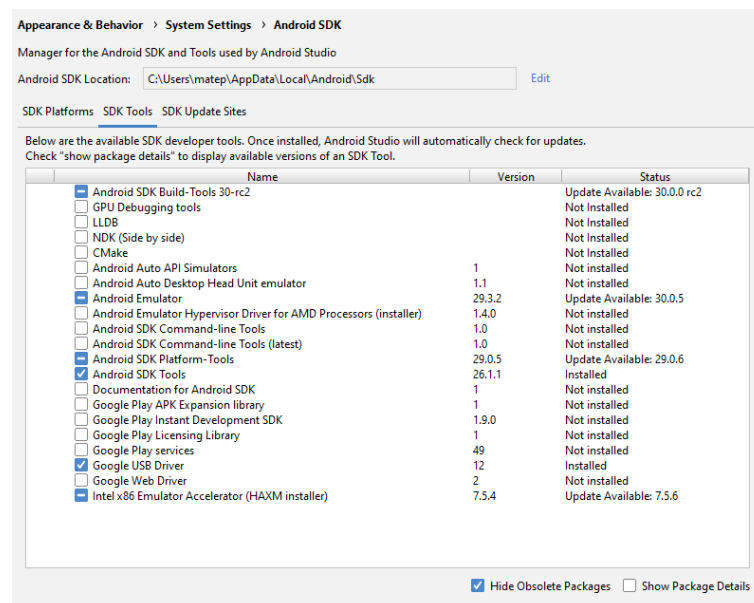 Appearance & Behavior › System Settings › Android SDK
Manager for the Android SDK and Tools used by Android Studio
Android SDK Location: C:\Users\matep\AppData\Local\Android\Sdk Edit
SDK Platforms SDK Tools SDK Update Sites
Below are the available SDK developer tools. Once installed, Android Studio will automatically check for updates.
Check "show package details" to display available versions of an SDK Tool.
Name Version Status
Android SDK Build-Tools 30-rc2 Update Available: 30.0.0 rc2
GPU Debugging tools Not Installed
LLDB Not Installed
NDK (Side by side) Not Installed
CMake Not Installed
Android Auto API Simulators 1 Not installed
Android Auto Desktop Head Unit emulator 1.1 Not installed
Android Emulator 29.3.2 Update Available: 30.0.5
Android Emulator Hypervisor Driver for AMD Processors (installer) 1.4.0 Not installed
Android SDK Command-line Tools 1.0 Not installed
Android SDK Command-line Tools (latest) 1.0 Not installed
Android SDK Platform-Tools 29.0.5 Update Available: 29.0.6
Android SDK Tools 26.1.1 Installed
Documentation for Android SDK 1 Not installed
Google Play APK Expansion library 1 Not installed
Google Play Instant Development SDK 1.9.0 Not installed
Google Play Licensing Library 1 Not installed
Google Play services 49 Not installed
Google USB Driver 12 Installed
Google Web Driver 2 Not installed
Intel x86 Emulator Accelerator (HAXM installer) 7.5.4 Update Available: 7.5.6
Hide Obsolete Packages Show Package Details